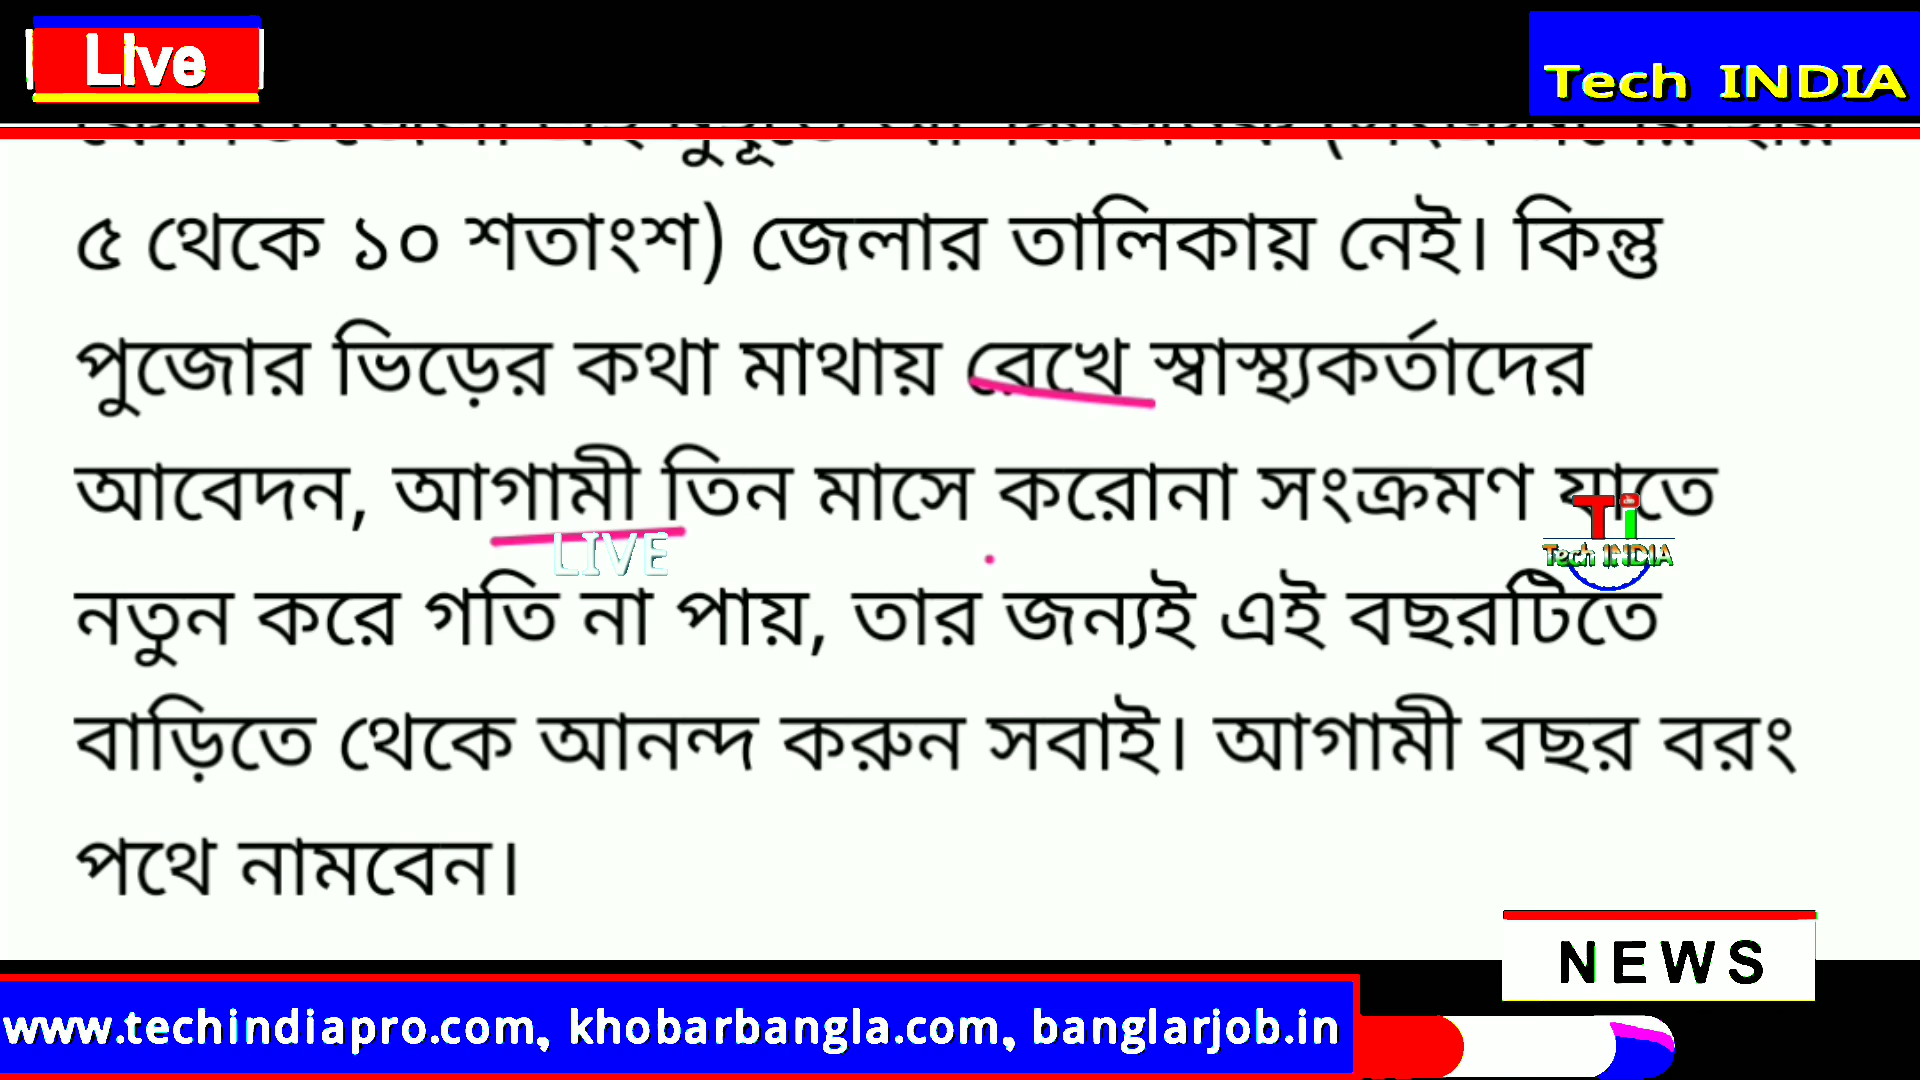 Live
Tech INDIA
৫ থেকে ১০ শতাংশ) জেলার তালিকায় নেই। কিন্তু
পুজোর ভিড়ের কথা মাথায় রেখে স্বাস্থ্যকর্তাদের
আবেদন, আগামী তিন মাসে করোনা সংক্রমণ যাতে
LIVE
Ti
Tech INDIA
নতুন করে গতি না পায়, তার জন্যই এই বছরটিতে
বাড়িতে থেকে আনন্দ করুন সবাই। আগামী বছর বরং
পথে নামবেন।
NEWS
www.techindiapro.com, khobarbangla.com, banglarjob.in